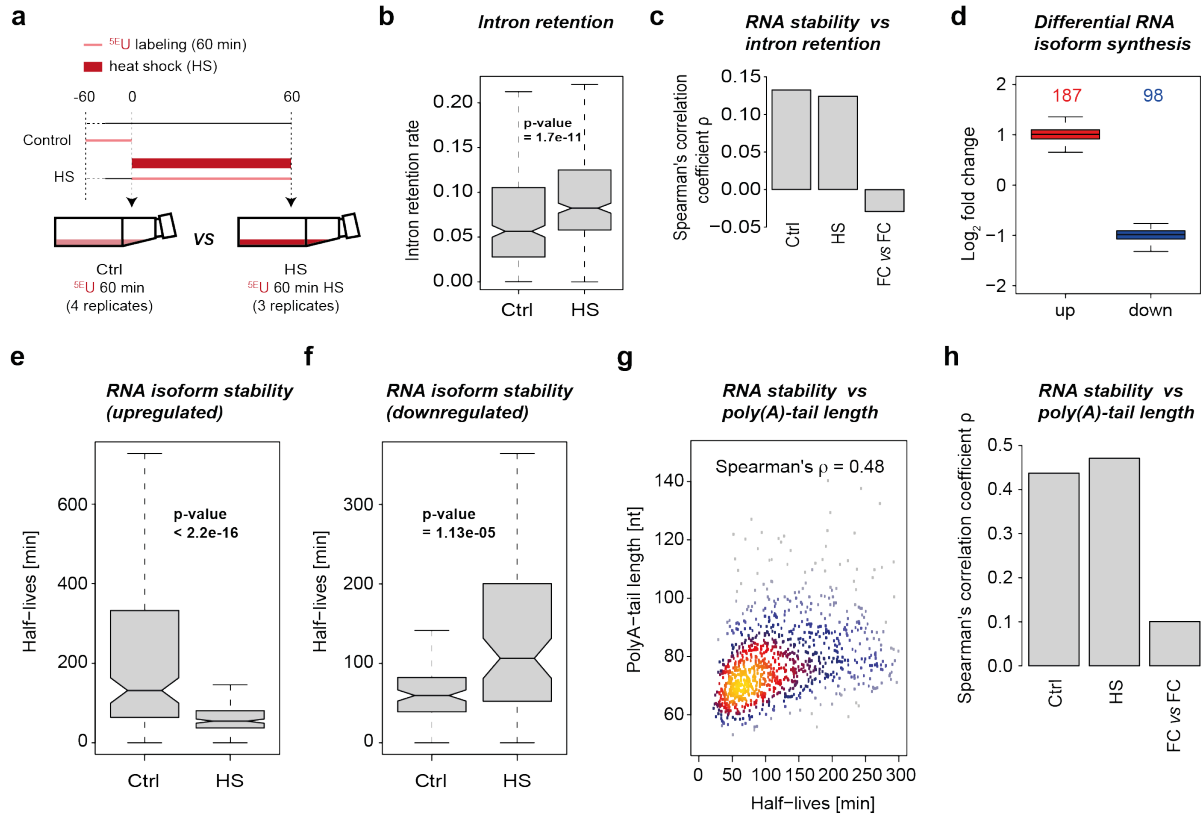 a
5EU labeling (60 min)
heat shock (HS)
-60
0
60
Control
HS
VS
Ctrl
5EU 60 min
(4 replicates)
HS
5EU 60 min HS
(3 replicates)
b
Intron retention
Intron retention rate
0.20
0.15
0.10
0.05
0.00
p-value
= 1.7e-11
Ctrl
HS
c
RNA stability vs
intron retention
Spearman's correlation
coefficient ρ
0.15
0.10
0.05
0.00
−0.05
Ctrl
HS
FC vs FC
d
Differential RNA
isoform synthesis
Log2 fold change
2
1
0
−1
−2
187
98
up
down
e
RNA isoform stability
(upregulated)
Half−lives [min]
600
400
200
0
p-value
< 2.2e-16
Ctrl
HS
f
RNA isoform stability
(downregulated)
Half−lives [min]
300
200
100
0
p-value
= 1.13e-05
Ctrl
HS
g
RNA stability vs
poly(A)-tail length
PolyA−tail length [nt]
140
120
100
80
60
Spearman's ρ = 0.48
0
50
100
150
200
250
300
Half−lives [min]
h
RNA stability vs
poly(A)-tail length
Spearman's correlation coefficient ρ
0.5
0.4
0.3
0.2
0.1
0.0
Ctrl
HS
FC vs FC